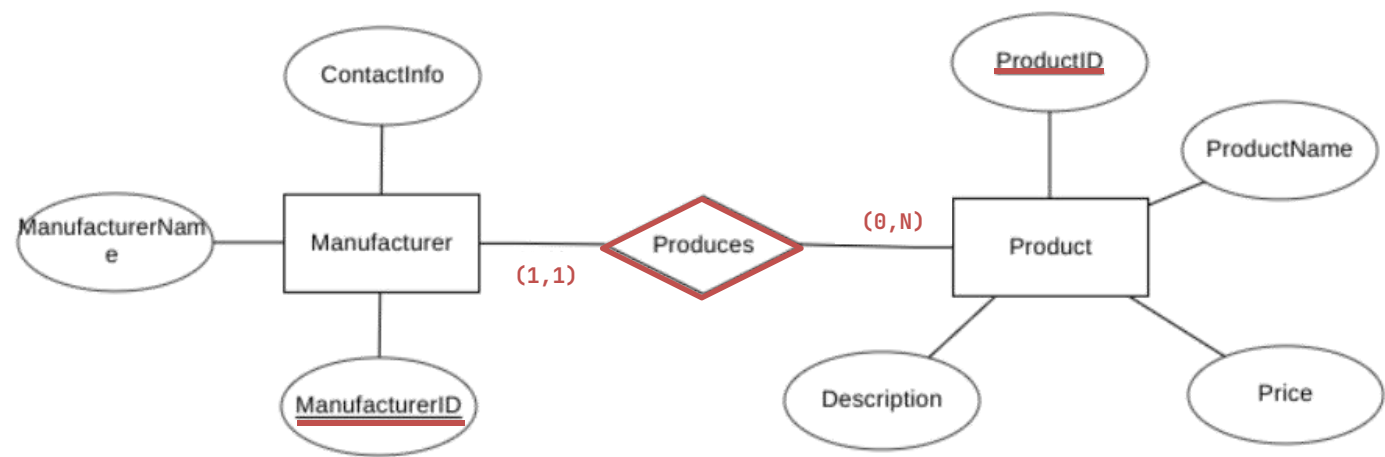 ContactInfo
ProductID
ProductName
ManufacturerNam
e
Manufacturer
(1,1)
Produces
(0,N)
Product
ManufacturerID
Description
Price